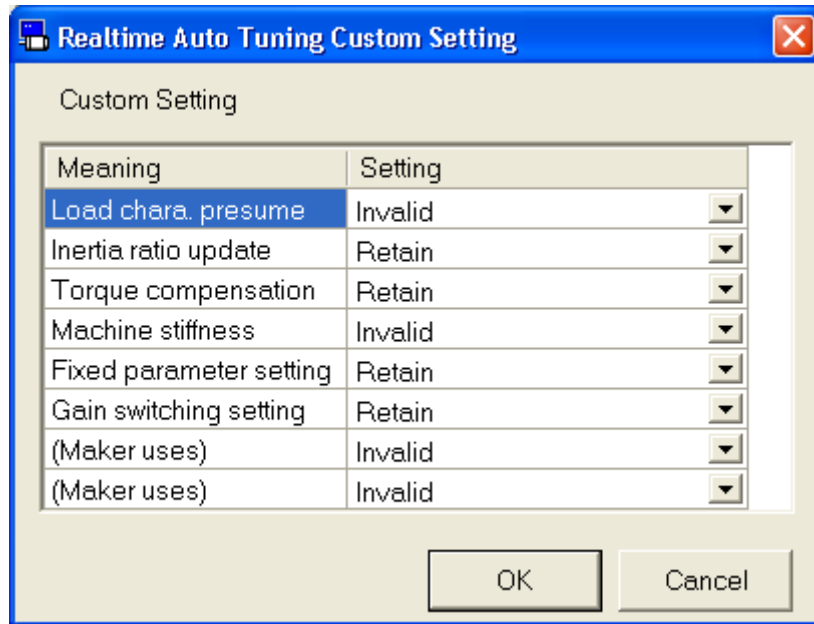 Realtime Auto Tuning Custom Setting
Custom Setting
Meaning Setting
Load chara. presume Invalid
Inertia ratio update Retain
Torque compensation Retain
Machine stiffness Invalid
Fixed parameter setting Retain
Gain switching setting Retain
(Maker uses) Invalid
(Maker uses) Invalid
OK Cancel